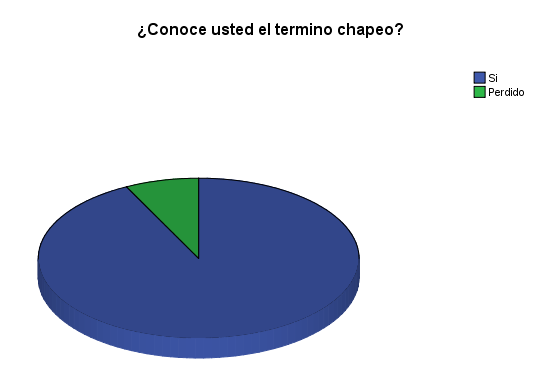 ¿Conoce usted el termino chapeo?
Si
Perdido